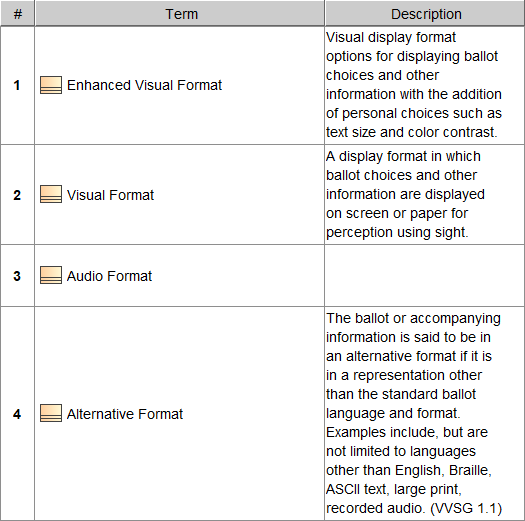 # Term Description
1 Enhanced Visual Format
Visual display format
options for displaying ballot
choices and other
information with the addition
of personal choices such as
text size and color contrast.
2 Visual Format
A display format in which
ballot choices and other
information are displayed
on screen or paper for
perception using sight.
3 Audio Format
4 Alternative Format
The ballot or accompanying
information is said to be in
an alternative format if it is
in a representation other
than the standard ballot
language and format.
Examples include, but are
not limited to languages
other than English, Braille,
ASCII text, large print,
recorded audio. (VVSG 1.1)